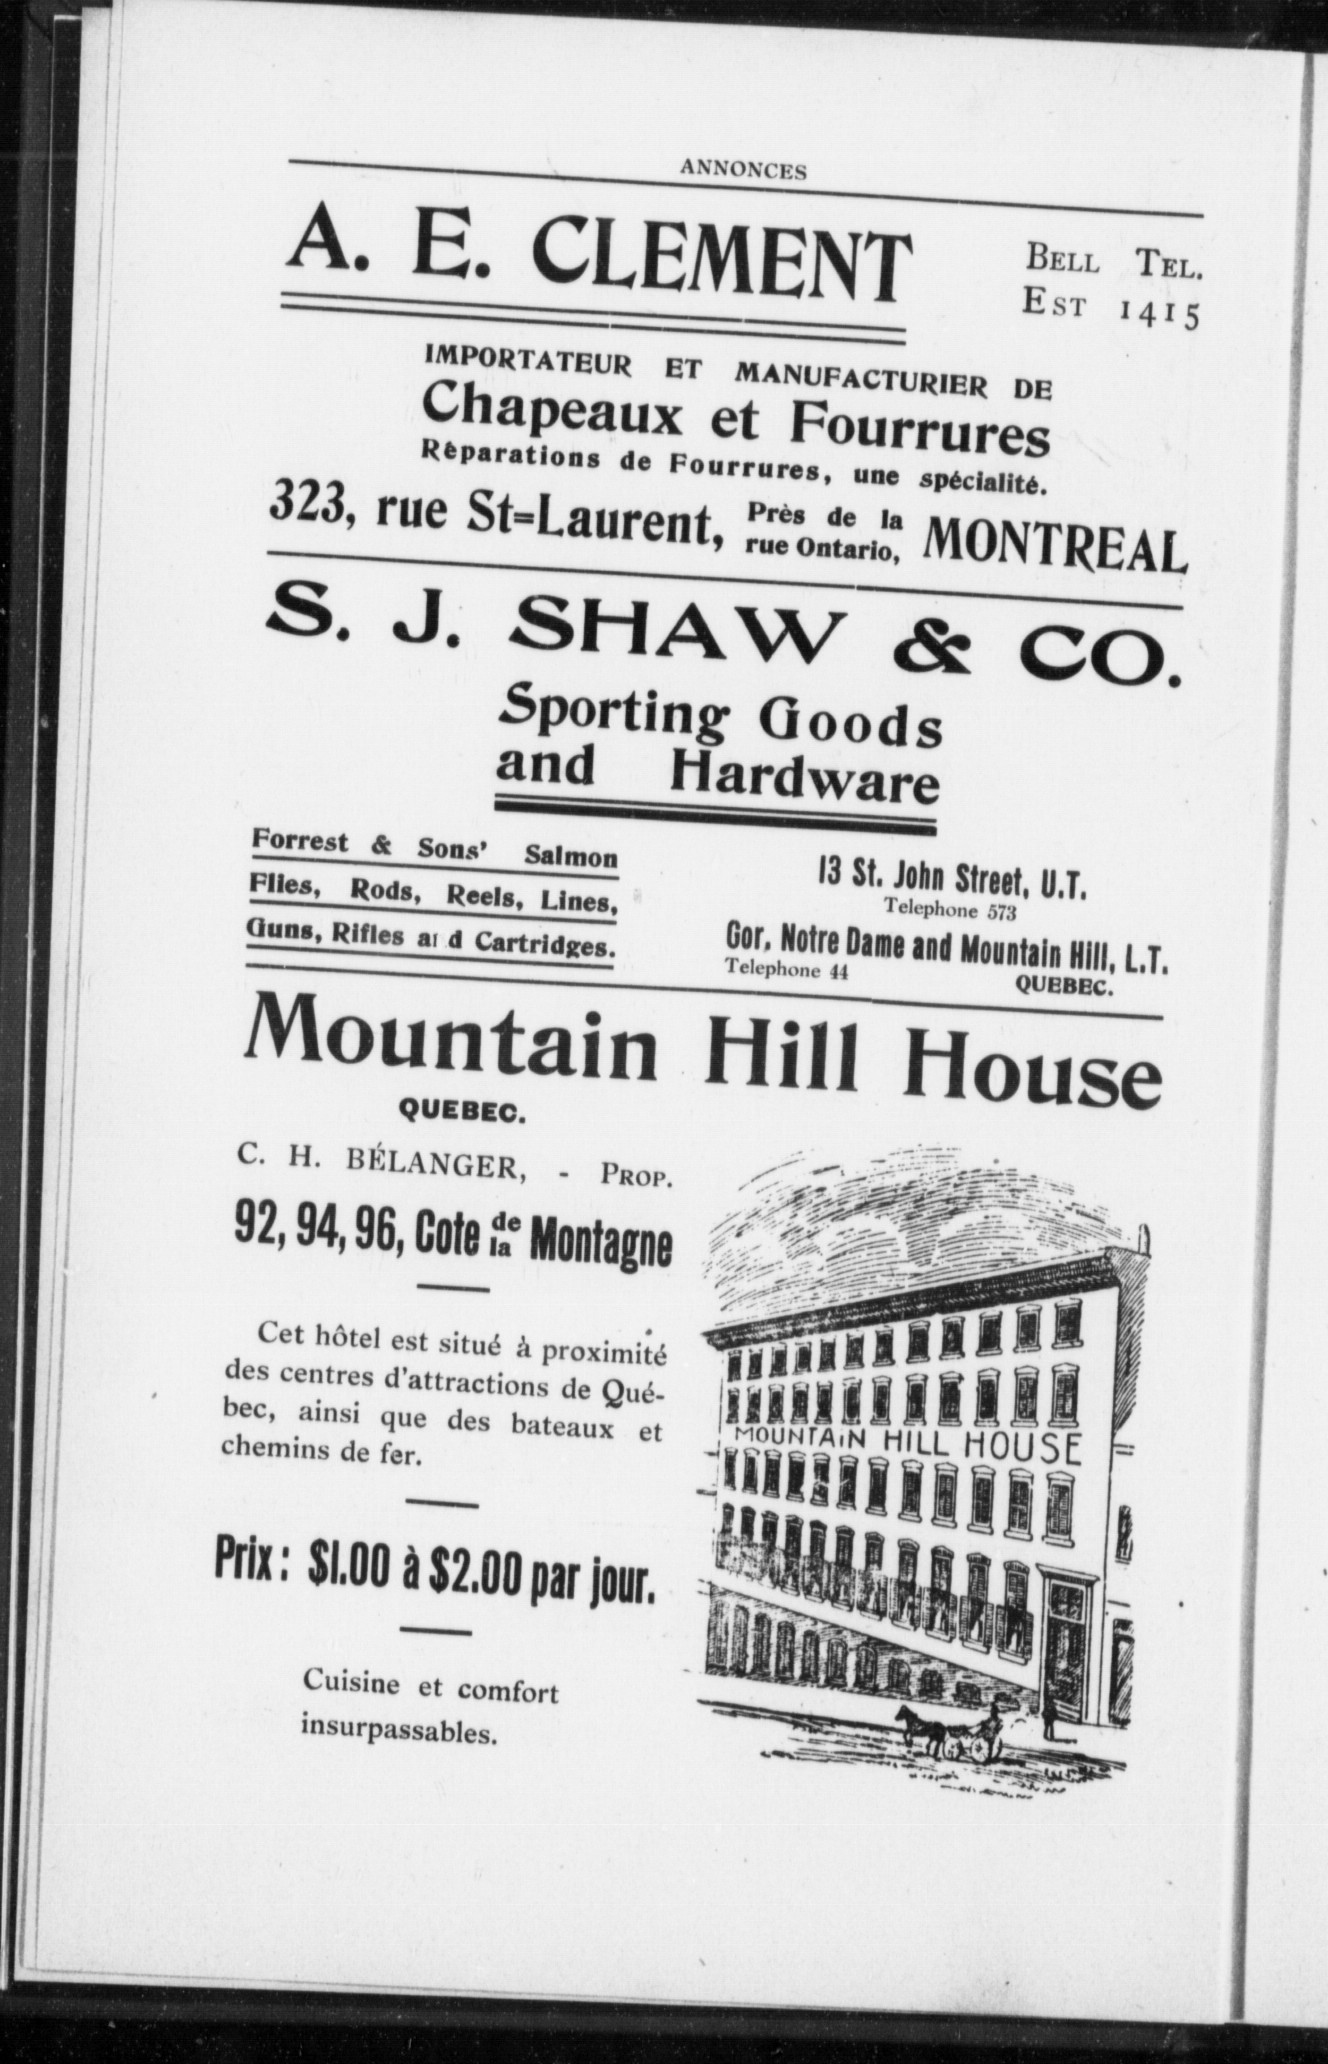 ANNONCES
A. E. CLEMENT
BELL TEL.
EST 1415
IMPORTATEUR ET MANUFACTURIER DE
Chapeaux et Fourrures
Réparations de Fourrures, une spécialité.
323, rue St=Laurent, Près de la rue Ontario, MONTREAL
S. J. SHAW & CO.
Sporting Goods
and Hardware
Forrest & Sons' Salmon
Flies, Rods, Reels, Lines,
Guns, Rifles and Cartridges.
13 St. John Street, U.T.
Telephone 573
Cor. Notre Dame and Mountain Hill, L.T.
Telephone 44
QUEBEC.
Mountain Hill House
QUEBEC.
C. H. BÉLANGER, - PROP.
92, 94, 96, Cote de la Montagne
Cet hôtel est situé à proximité
des centres d'attractions de Qué-
bec, ainsi que des bateaux et
chemins de fer.
Prix : $1.00 à $2.00 par jour.
Cuisine et comfort
insurpassables.
MOUNTAIN HILL HOUSE